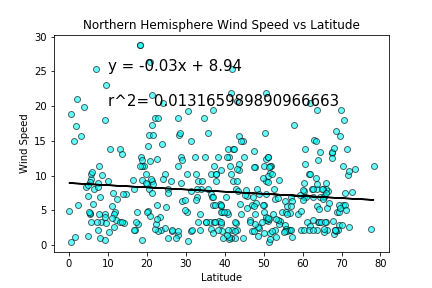 Northern Hemisphere Wind Speed vs Latitude
30
25
20
15
10
5
0
Wind Speed
y = -0.03x + 8.94
r^2= 0.013165989890966663
0 10 20 30 40 50 60 70 80
Latitude